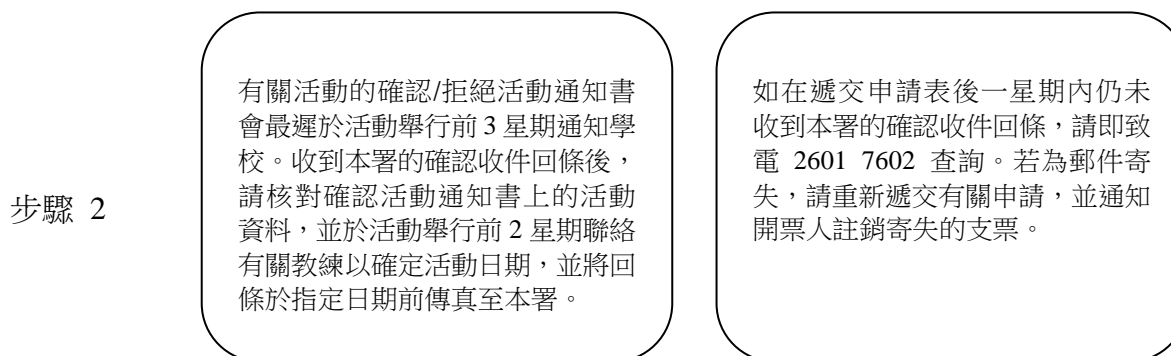 步驟 2
有關活動的確認/拒絕活動通知書
會最遲於活動舉行前 3 星期通知學
校。收到本署的確認收件回條後，
請核對確認活動通知書上的活動
資料，並於活動舉行前 2 星期聯絡
有關教練以確定活動日期，並將回
條於指定日期前傳真至本署。
如在遞交申請表後一星期內仍未
收到本署的確認收件回條，請即致
電 2601 7602 查詢。若為郵件寄
失，請重新遞交有關申請，並通知
開票人註銷寄失的支票。